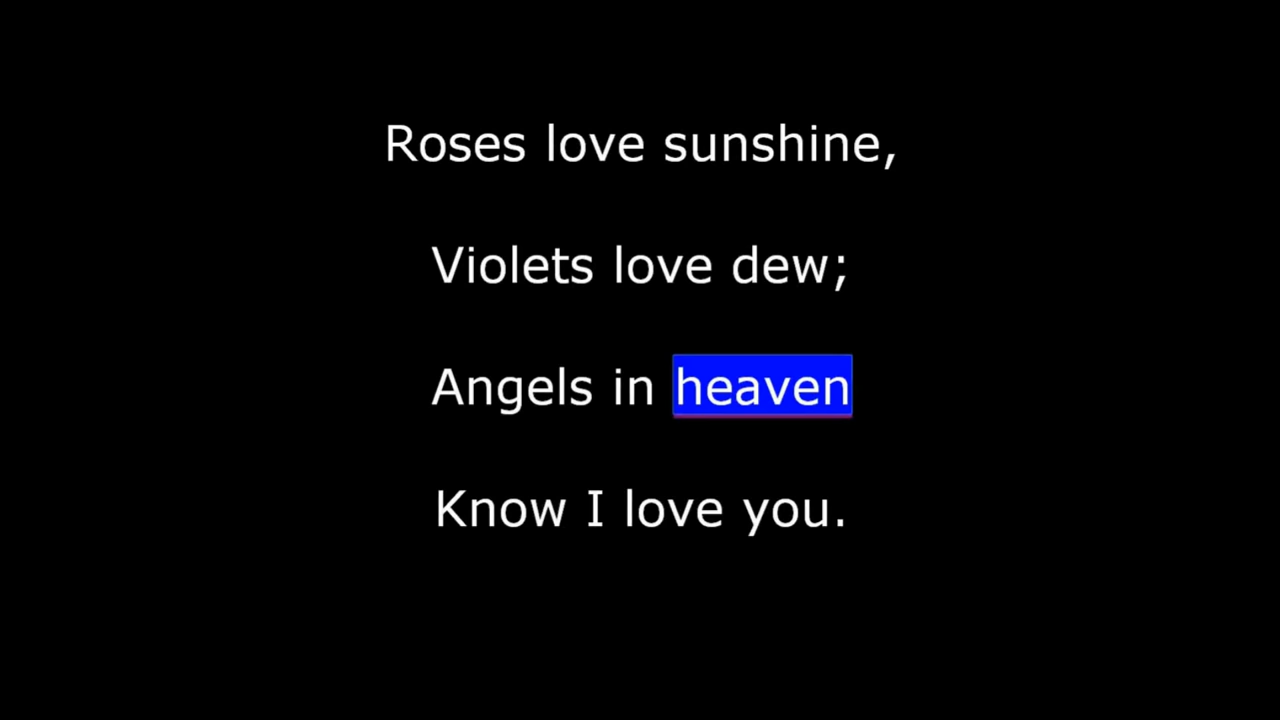 Roses love sunshine,
Violets love dew;
Angels in heaven
Know I love you.